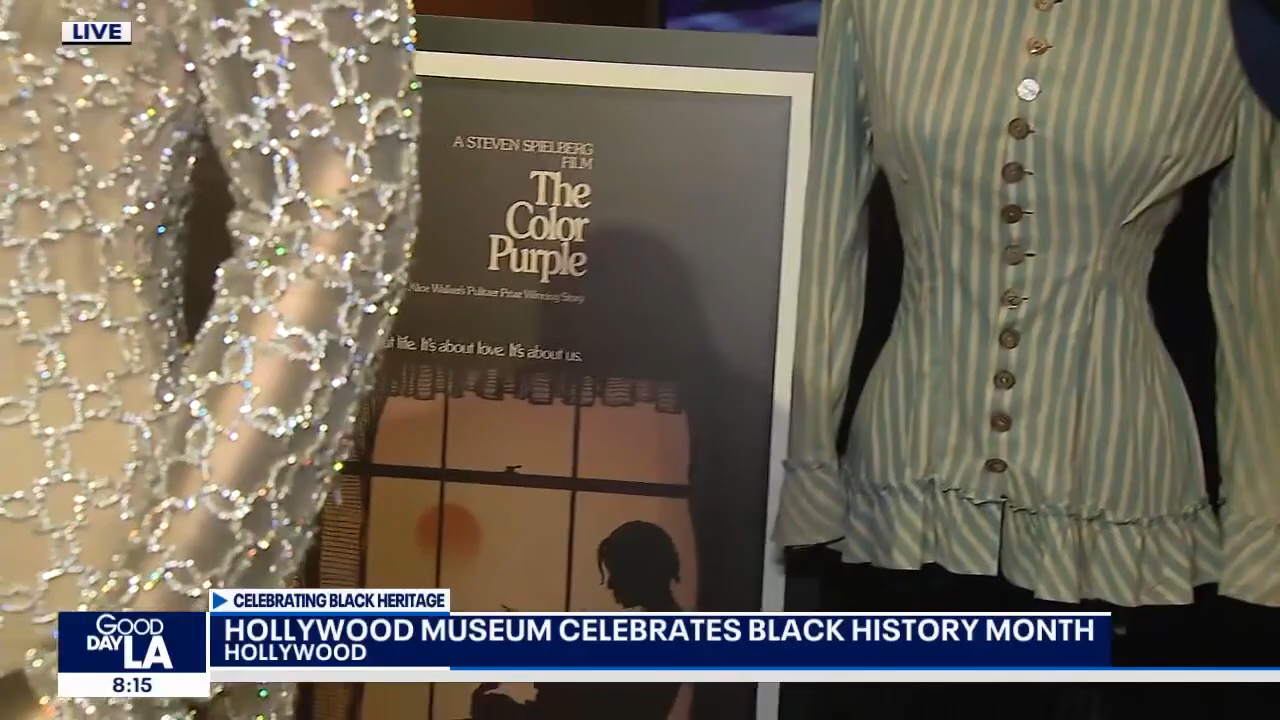 LIVE
A STEVEN SPIELBERG
FILM
The
Color
Purple
Alice Walker's Pulitzer Prize Winning Story
life. It's about love. It's about us.
CELEBRATING BLACK HERITAGE
GOOD
DAY LA
HOLLYWOOD MUSEUM CELEBRATES BLACK HISTORY MONTH
HOLLYWOOD
8:15